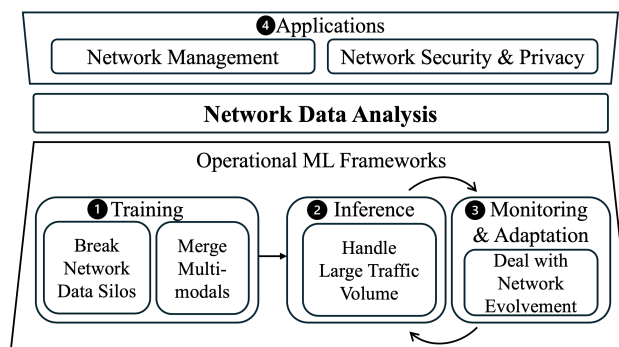 ❹Applications
Network Management
Network Security & Privacy
Network Data Analysis
Operational ML Frameworks
❶Training
Break
Network
Data Silos
Merge
Multi-
modals
❷ Inference
Handle
Large Traffic
Volume
❸ Monitoring
& Adaptation
Deal with
Network
Evolvement